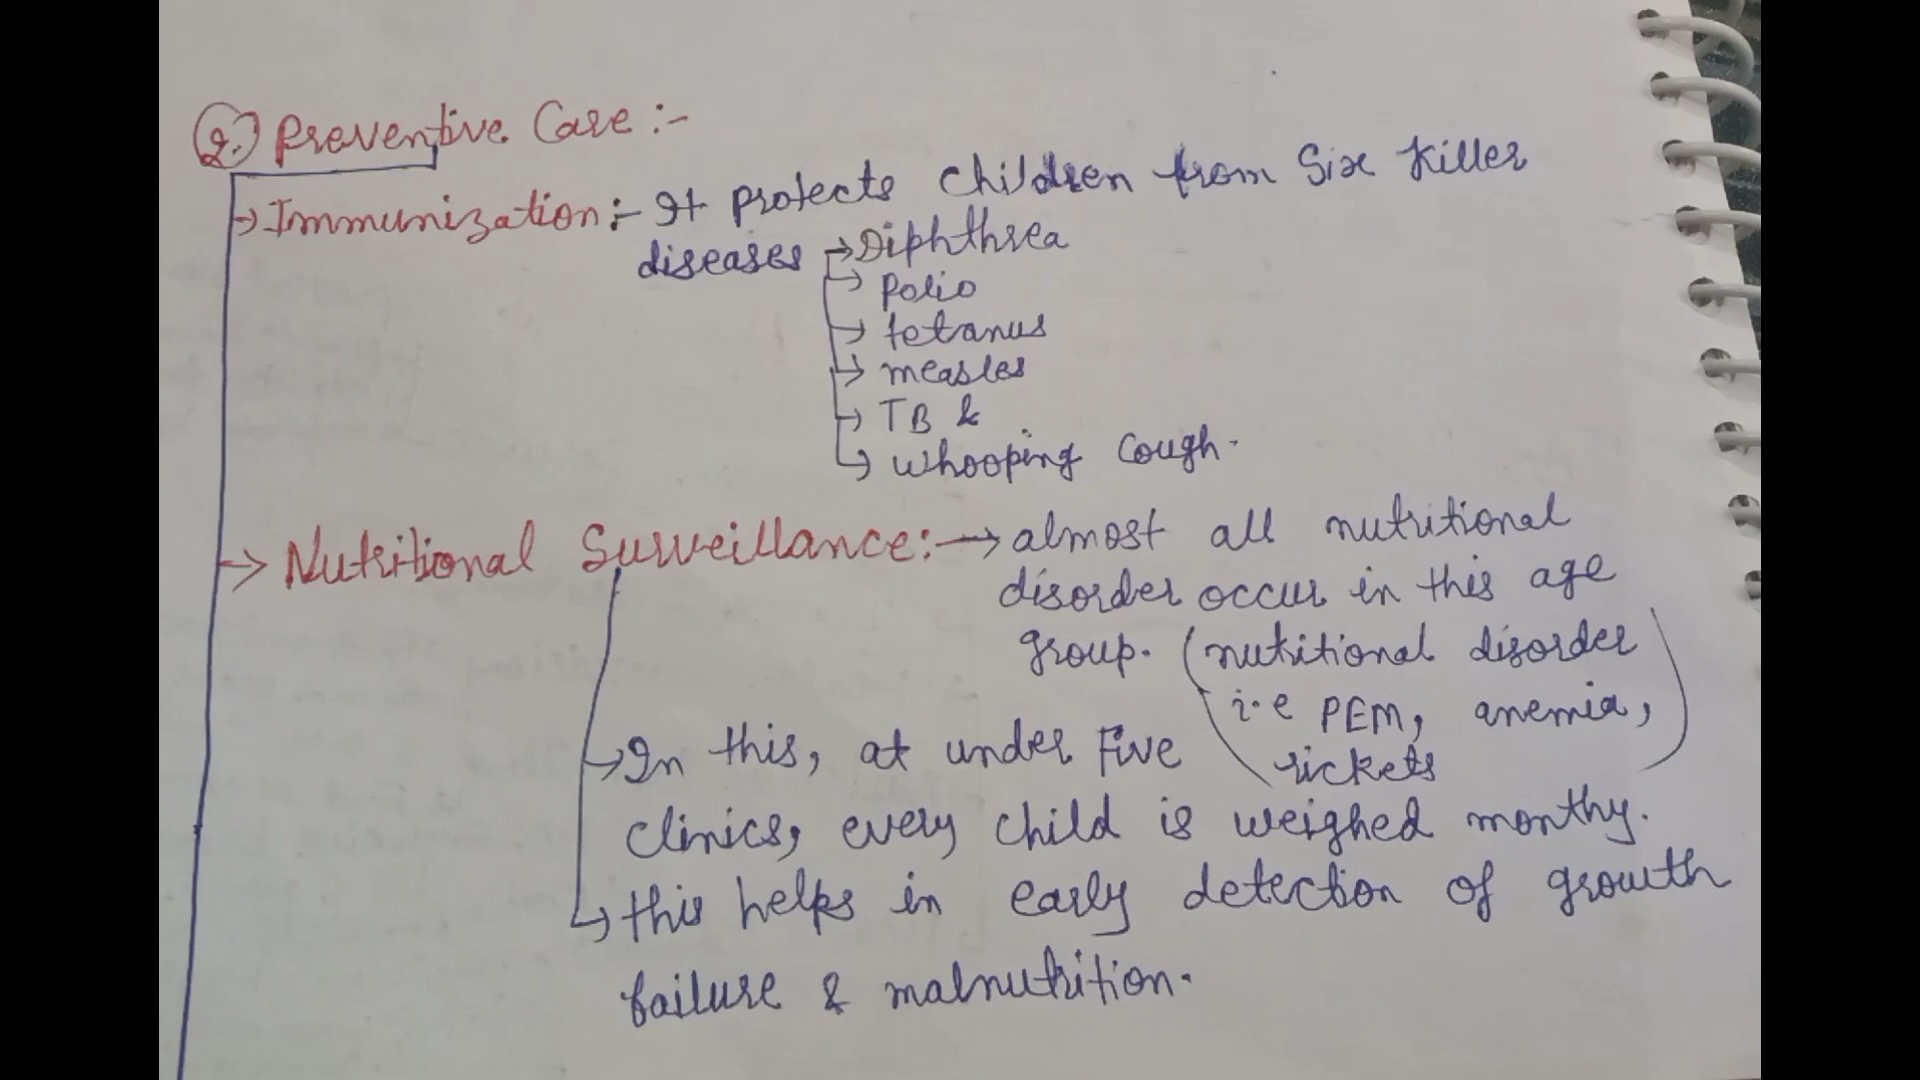 2.) Preventive Care :-
→ Immunization :- It protects children from Six Killer
diseases → Diphthrea
→ Polio
→ tetanus
→ measles
→ TB &
→ Whooping Cough.
→ Nutritional Surveillance :- → almost all nutritional
disorder occur in this age
group. (nutritional disorder
i.e PEM, anemia,
rickets)
→ In this, at under Five
clinics, every child is weighed monthy.
→ this helps in early detection of growth
failure & malnutrition.